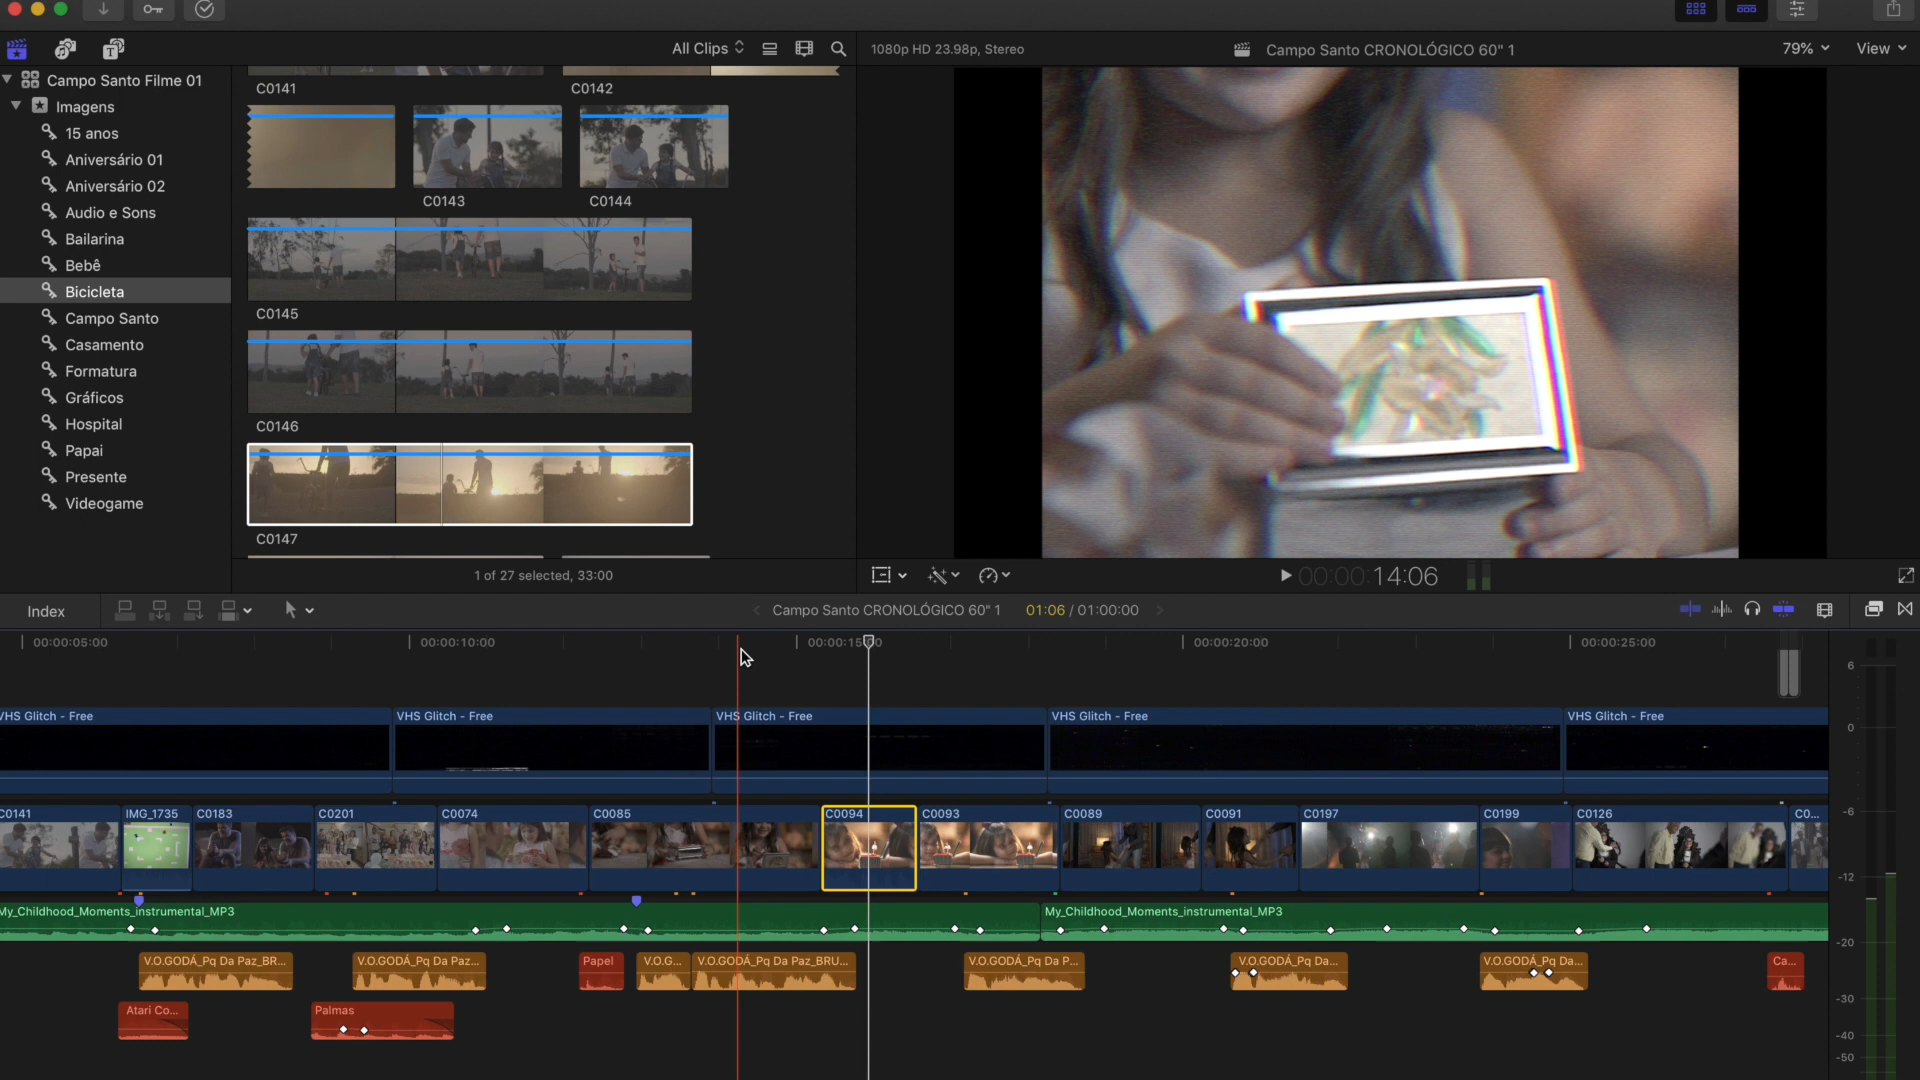 All Clips
1080p HD 23.98p, Stereo
Campo Santo CRONOLÓGICO 60" 1
79%
View
Campo Santo Filme 01
Imagens
15 anos
Aniversário 01
Aniversário 02
Audio e Sons
Bailarina
Bebê
Bicicleta
Campo Santo
Casamento
Formatura
Gráficos
Hospital
Papai
Presente
Videogame
C0141
C0142
C0143
C0144
C0145
C0146
C0147
1 of 27 selected, 33:00
00:00:14:06
Index
Campo Santo CRONOLÓGICO 60" 1
01:06 / 01:00:00
00:00:05:00
00:00:10:00
00:00:15:00
00:00:20:00
00:00:25:00
VHS Glitch - Free
VHS Glitch - Free
VHS Glitch - Free
VHS Glitch - Free
VHS Glitch - Free
C0141
IMG_1735
C0183
C0201
C0074
C0085
C0094
C0093
C0089
C0091
C0197
C0199
C0126
C0...
My_Childhood_Moments_instrumental_MP3
My_Childhood_Moments_instrumental_MP3
V.O.GODÁ_Pq Da Paz_BR...
V.O.GODÁ_Pq Da Paz...
Papel
V.O.G...
V.O.GODÁ_Pq Da Paz_BRU...
V.O.GODÁ_Pq Da P...
V.O.GODÁ_Pq Da...
V.O.GODÁ_Pq Da...
Ca...
Atari Co...
Palmas
6
0
-6
-12
-20
-30
-40
-50